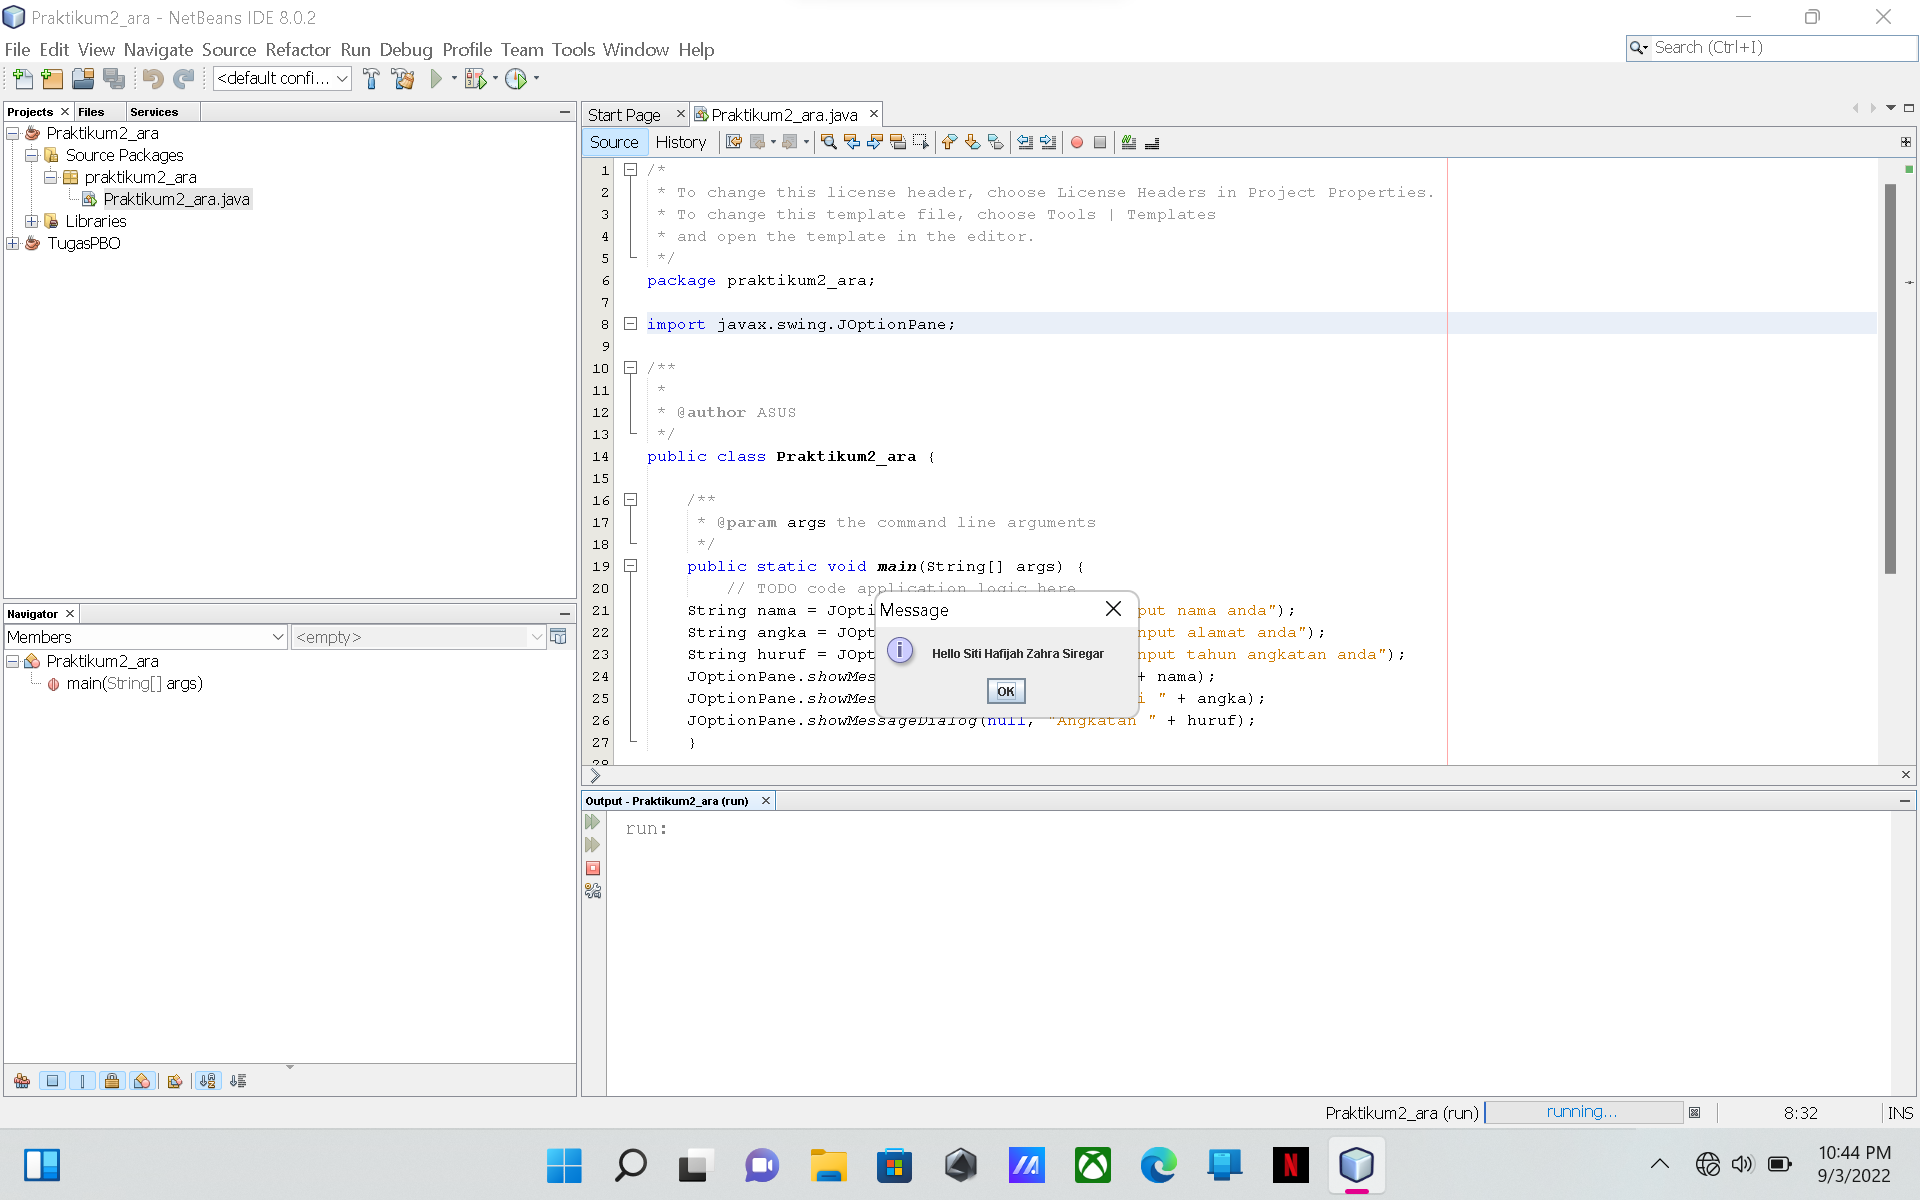 Praktikum2_ara - NetBeans IDE 8.0.2
File Edit View Navigate Source Refactor Run Debug Profile Team Tools Window Help
Search (Ctrl+I)
<default confi...
Projects Files Services
Praktikum2_ara
Source Packages
praktikum2_ara
Praktikum2_ara.java
Libraries
TugasPBO
Navigator
Members <empty>
Praktikum2_ara
main(String[] args)
Start Page Praktikum2_ara.java
Source History
1 /*
2 * To change this license header, choose License Headers in Project Properties.
3 * To change this template file, choose Tools | Templates
4 * and open the template in the editor.
5 */
6 package praktikum2_ara;
7
8 import javax.swing.JOptionPane;
9
10 /**
11 *
12 * @author ASUS
13 */
14 public class Praktikum2_ara {
15
16 /**
17 * @param args the command line arguments
18 */
19 public static void main(String[] args) {
20 // TODO code application logic here
21 String nama = JOpti put nama anda");
22 String angka = JOpt nput alamat anda");
23 String huruf = JOpt nput tahun angkatan anda");
24 JOptionPane.showMes + nama);
25 JOptionPane.showMes i " + angka);
26 JOptionPane.showMessageDialog(null, "Angkatan " + huruf);
27 }
28
Message
Hello Siti Hafijah Zahra Siregar
OK
Output - Praktikum2_ara (run)
run:
Praktikum2_ara (run) running... 8:32 INS
10:44 PM
9/3/2022